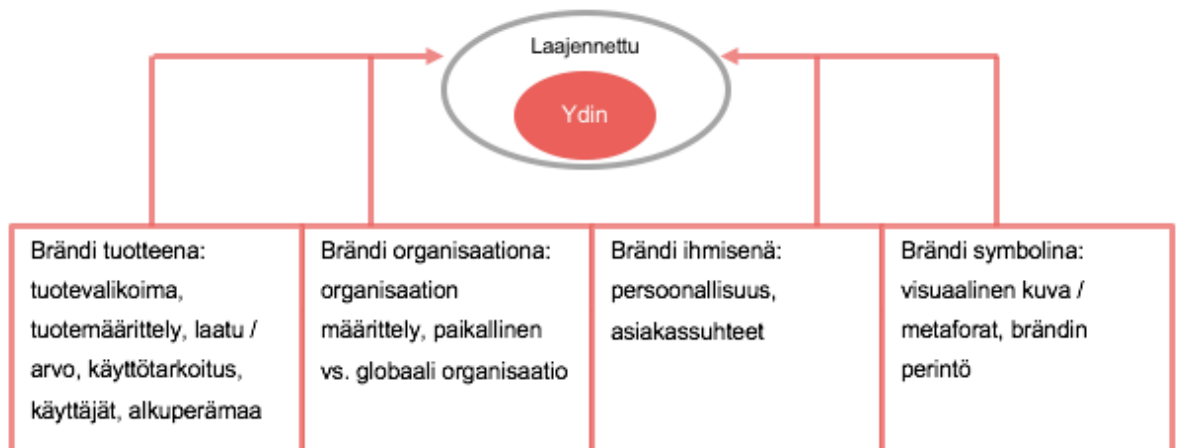 Laajennettu
Ydin
Brändi tuotteena:
tuotevalikoima,
tuotemäärittely, laatu /
arvo, käyttötarkoitus,
käyttäjät, alkuperämaa
Brändi organisaationa:
organisaation
määrittely, paikallinen
vs. globaali organisaatio
Brändi ihmisenä:
persoonallisuus,
asiakassuhteet
Brändi symbolina:
visuaalinen kuva /
metaforat, brändin
perintö